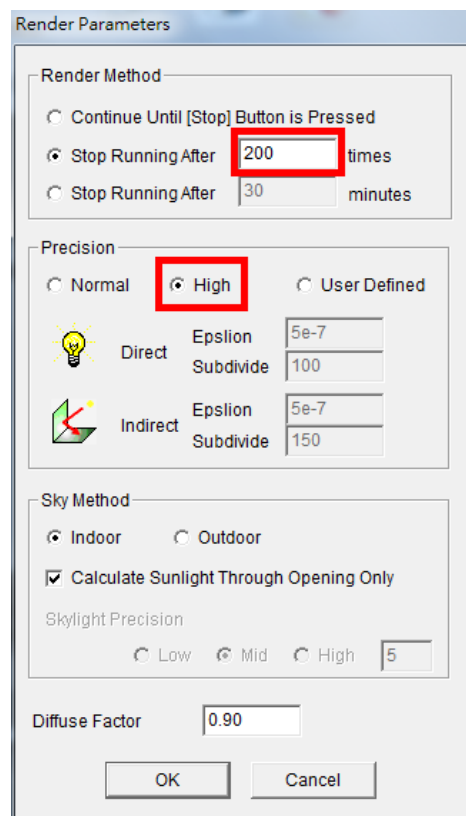 Render Parameters
Render Method
Continue Until [Stop] Button is Pressed
Stop Running After 200 times
Stop Running After 30 minutes
Precision
Normal High User Defined
Direct Epslion 5e-7
Subdivide 100
Indirect Epslion 5e-7
Subdivide 150
Sky Method
Indoor Outdoor
Calculate Sunlight Through Opening Only
Skylight Precision
Low Mid High 5
Diffuse Factor 0.90
OK Cancel